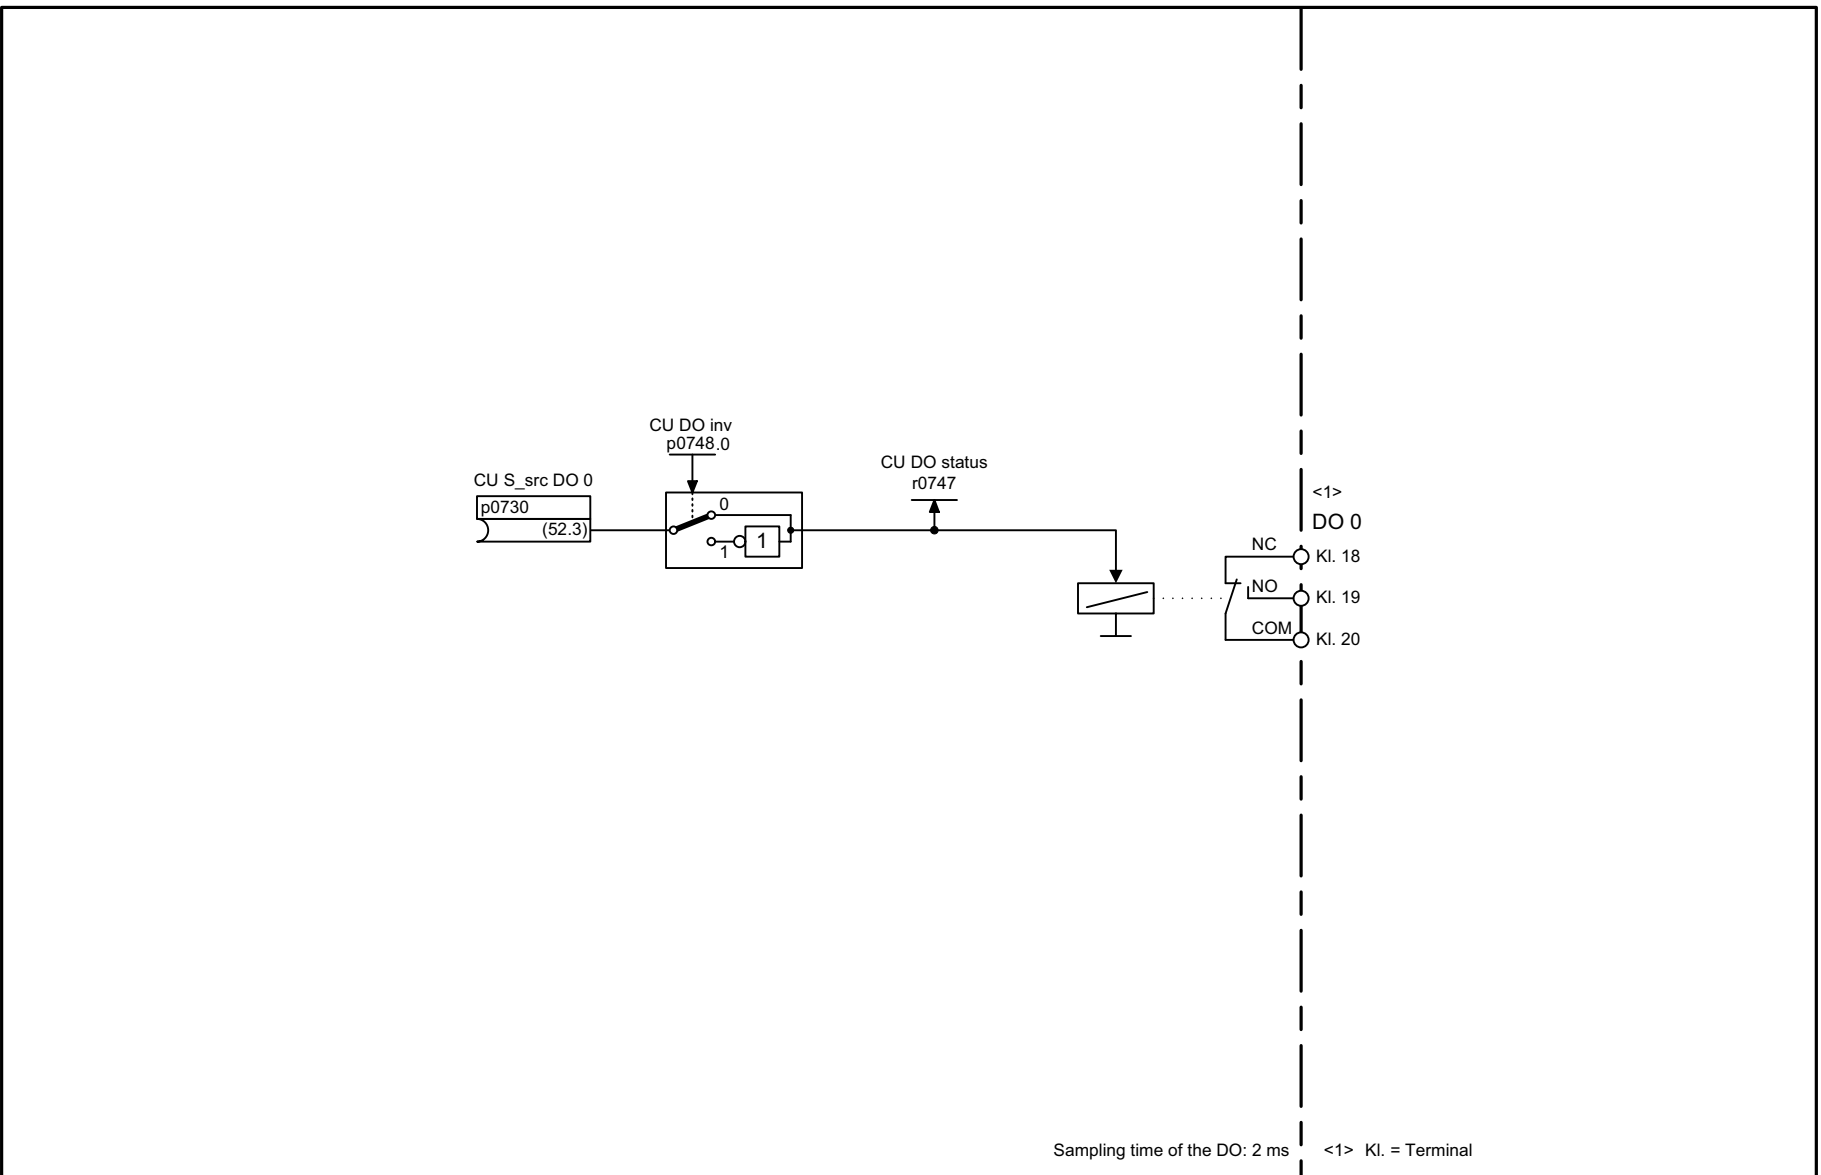 CU DO inv
p0748.0
CU S_src DO 0
p0730
(52.3)
0
1
1
CU DO status
r0747
<1>
DO 0
NC
Kl. 18
NO
Kl. 19
COM
Kl. 20
Sampling time of the DO: 2 ms
<1> Kl. = Terminal